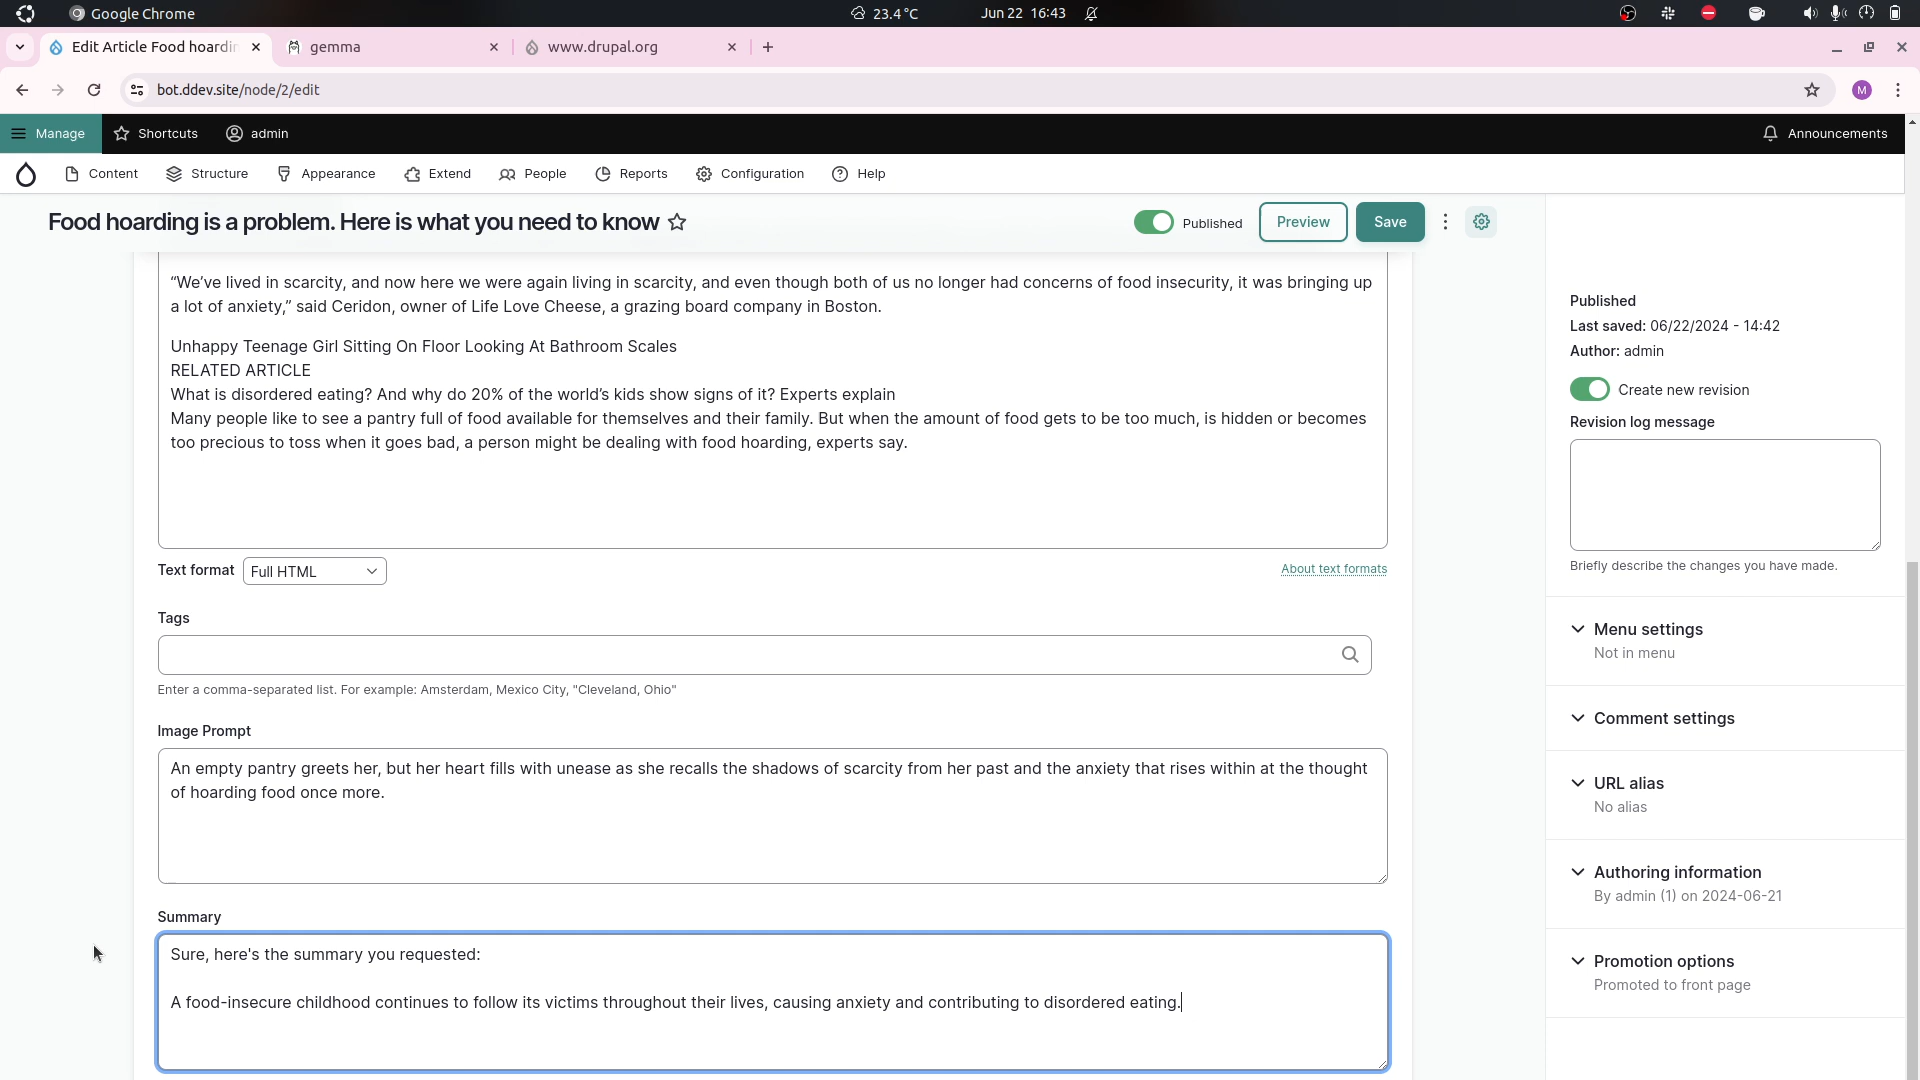 Google Chrome
23.4 °C
Jun 22 16:43
Edit Article Food hoardin
gemma
www.drupal.org
bot.ddev.site/node/2/edit
M
Manage
Shortcuts
admin
Announcements
Content
Structure
Appearance
Extend
People
Reports
Configuration
Help
Food hoarding is a problem. Here is what you need to know
Published
Preview
Save
“We’ve lived in scarcity, and now here we were again living in scarcity, and even though both of us no longer had concerns of food insecurity, it was bringing up
a lot of anxiety,” said Ceridon, owner of Life Love Cheese, a grazing board company in Boston.
Unhappy Teenage Girl Sitting On Floor Looking At Bathroom Scales
RELATED ARTICLE
What is disordered eating? And why do 20% of the world’s kids show signs of it? Experts explain
Many people like to see a pantry full of food available for themselves and their family. But when the amount of food gets to be too much, is hidden or becomes
too precious to toss when it goes bad, a person might be dealing with food hoarding, experts say.
Text format
Full HTML
About text formats
Tags
Enter a comma-separated list. For example: Amsterdam, Mexico City, "Cleveland, Ohio"
Image Prompt
An empty pantry greets her, but her heart fills with unease as she recalls the shadows of scarcity from her past and the anxiety that rises within at the thought
of hoarding food once more.
Summary
Sure, here's the summary you requested:
A food-insecure childhood continues to follow its victims throughout their lives, causing anxiety and contributing to disordered eating.
Published
Last saved: 06/22/2024 - 14:42
Author: admin
Create new revision
Revision log message
Briefly describe the changes you have made.
Menu settings
Not in menu
Comment settings
URL alias
No alias
Authoring information
By admin (1) on 2024-06-21
Promotion options
Promoted to front page